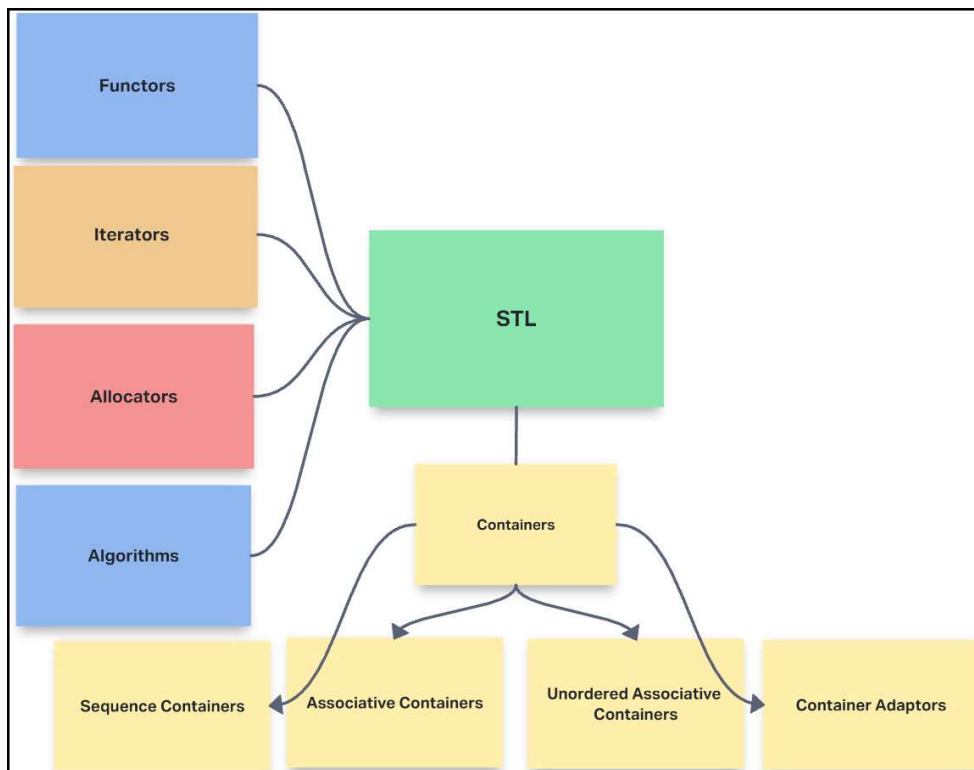 Functors
Iterators
STL
Allocators
Containers
Algorithms
Sequence Containers
Associative Containers
Unordered Associative
Containers
Container Adaptors